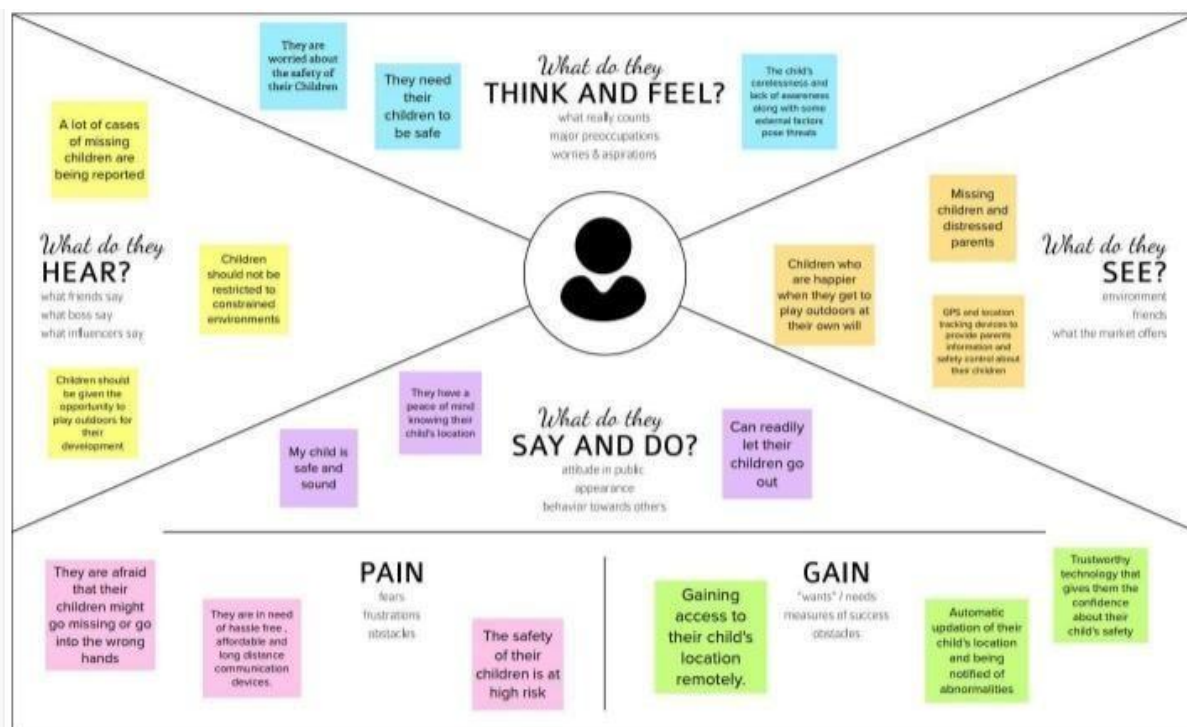 They are
worried about
the safety of
their Children
They need
their
children to
be safe
What do they
THINK AND FEEL?
what really counts
major preoccupations
worries & aspirations
The child's
carelessness and
lack of awareness
along with some
external factors
pose threats
A lot of cases
of missing
children are
being reported
What do they
HEAR?
what friends say
what boss say
what influencers say
Children
should not be
restricted to
constrained
environments
Children should
be given the
opportunity to
play outdoors for
their
development
Missing
children and
distressed
parents
Children who
are happier
when they get to
play outdoors at
their own will
GPS and location
tracking devices to
provide parents
information and
safety control about
their children
What do they
SEE?
environment
friends
what the market offers
They have a
peace of mind
knowing their
child's location
My child is
safe and
sound
What do they
SAY AND DO?
attitude in public
appearance
behavior towards others
Can readily
let their
children go
out
They are afraid
that their
children might
go missing or go
into the wrong
hands
They are in need
of hassle free ,
affordable and
long distance
communication
devices.
PAIN
fears
frustrations
obstacles
The safety
of their
children is at
high risk
Gaining
access to
their child's
location
remotely.
GAIN
"wants" / needs
measures of success
obstacles
Automatic
updation of their
child's location
and being
notified of
abnormalities
Trustworthy
technology that
gives them the
confidence
about their
child's safety